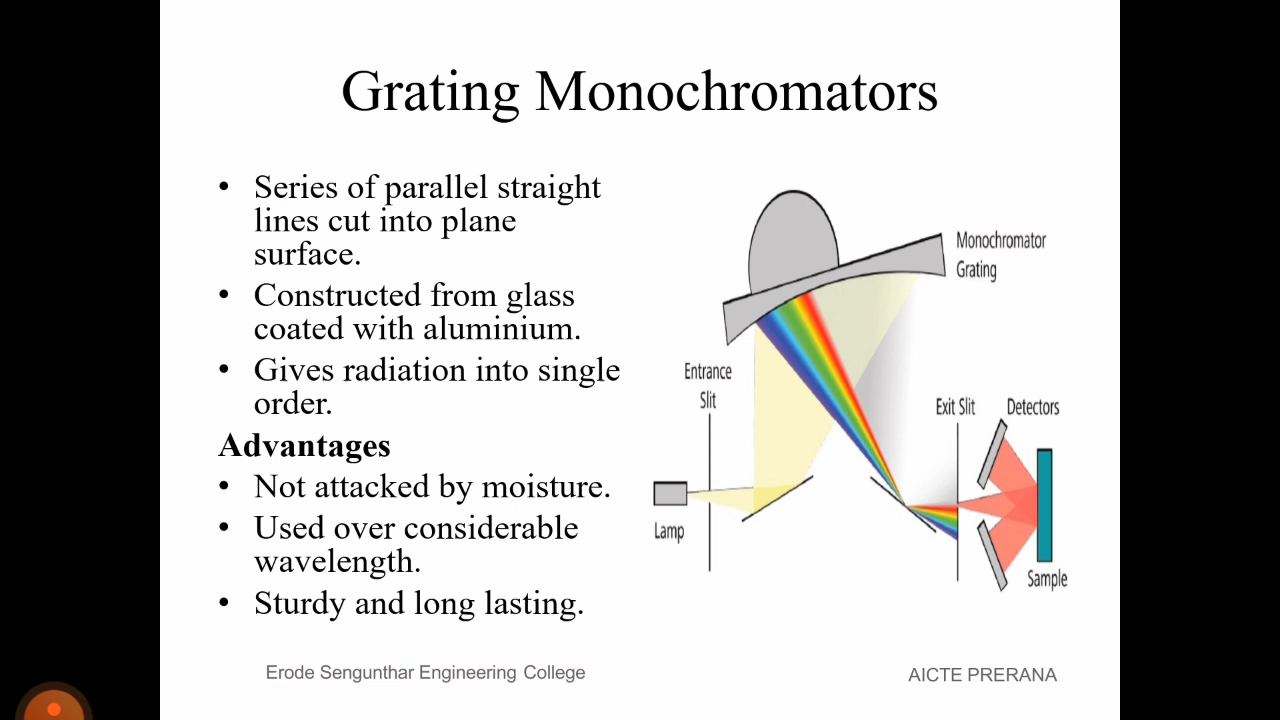 Grating Monochromators
• Series of parallel straight
lines cut into plane
surface.
• Constructed from glass
coated with aluminium.
• Gives radiation into single
order.
Advantages
• Not attacked by moisture.
• Used over considerable
wavelength.
• Sturdy and long lasting.
Monochromator
Grating
Entrance
Slit
Exit Slit
Detectors
Lamp
Sample
Erode Sengunthar Engineering College
AICTE PRERANA